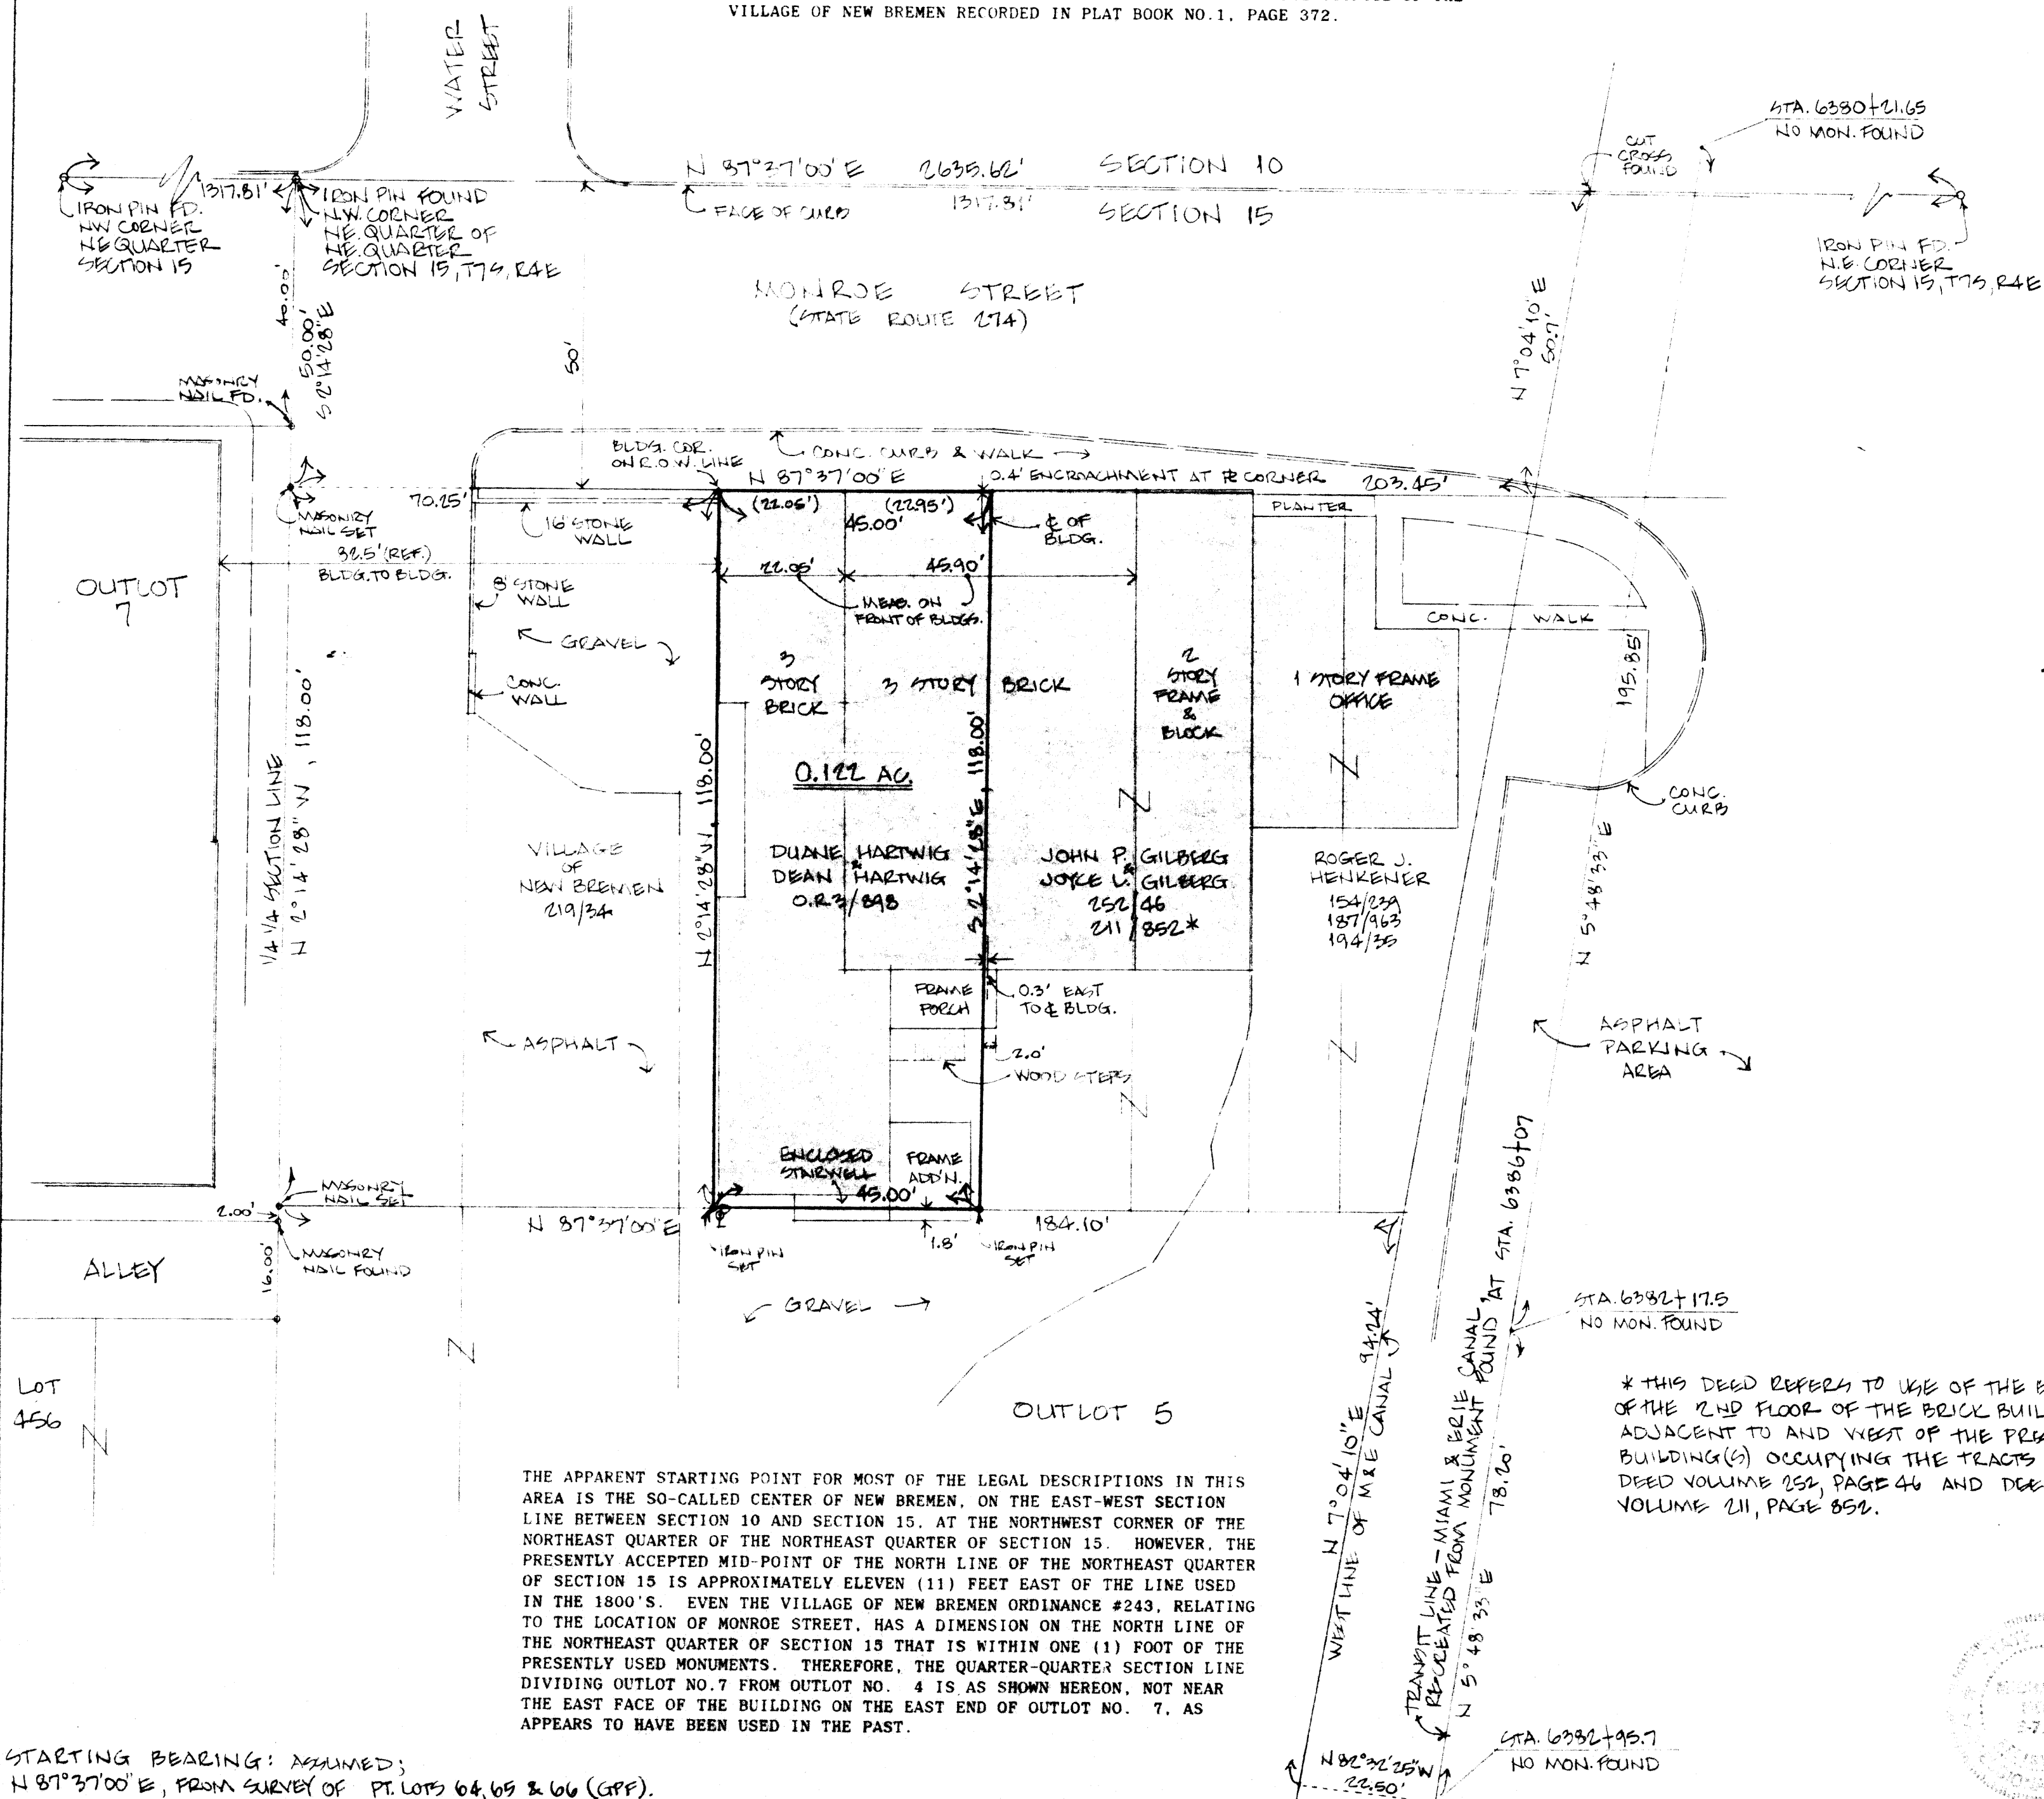 VILLAGE OF NEW BREMEN RECORDED IN PLAT BOOK NO.1, PAGE 372.
WATER
STREET
STA. 6380+21.65
NO MON. FOUND
CUT
CROSS
FOUND
N 87°37'00" E 2635.62' SECTION 10
1317.81'
1317.81' SECTION 15
FACE OF CURB
IRON PIN FD.
NW CORNER
NE QUARTER
SECTION 15
IRON PIN FOUND
N.W. CORNER
NE. QUARTER OF
NE. QUARTER
SECTION 15, T7S, R4E
IRON PIN FD.
N.E. CORNER
SECTION 15, T7S, R4E
MONROE STREET
(STATE ROUTE 274)
40.00'
50.00'
S 2°14'28" E
50'
N 7°04'10" E
50.7'
MASONRY
NAIL FD.
BLDG. COR.
ON R.O.W. LINE
CONC. CURB & WALK
N 87°37'00" E
0.4' ENCROACHMENT AT PL CORNER
203.45'
70.25'
MASONRY
NAIL SET
16" STONE
WALL
(22.05')
(22.95')
45.00'
℄ OF
BLDG.
PLANTER
32.5' (REF.)
BLDG. TO BLDG.
OUTLOT
7
8" STONE
WALL
22.05'
45.90'
MEAS. ON
FRONT OF BLDGS.
GRAVEL
CONC. WALK
CONC.
WALL
3
STORY
BRICK
3 STORY BRICK
2
STORY
FRAME
&
BLOCK
1 STORY FRAME
OFFICE
195.85'
0.122 AC.
CONC.
CURB
1/4 1/4 SECTION LINE
N 2°14'28" W, 118.00'
N 2°14'28" W, 118.00'
S 2°14'28" E, 118.00'
N 5°48'33" E
VILLAGE
OF
NEW BREMEN
219/34
DUANE HARTWIG
&
DEAN HARTWIG
O.R.3/898
JOHN P. GILBERG
&
JOYCE L. GILBERG
252/46
211/852*
ROGER J.
HENKENER
154/239
187/963
194/35
FRAME
PORCH
0.3' EAST
TO ℄ BLDG.
ASPHALT
2.0'
WOOD STEPS
ASPHALT
PARKING
AREA
ENCLOSED
STAIRWELL
FRAME
ADD'N.
45.00'
MASONRY
NAIL SET
2.00'
N 87°37'00" E
184.10'
1.8'
IRON PIN
SET
IRON PIN
SET
MASONRY
NAIL FOUND
ALLEY
16.00'
GRAVEL
STA. 6382+17.5
NO MON. FOUND
LOT
456
OUTLOT 5
N 7°04'10" E 94.24'
WEST LINE OF M&E CANAL
TRANSIT LINE - MIAMI & ERIE CANAL,
RECREATED FROM MONUMENT FOUND AT STA. 6386+07
N 5°48'33" E 78.20'
* THIS DEED REFERS TO USE OF THE
OF THE 2ND FLOOR OF THE BRICK
ADJACENT TO AND WEST OF THE
BUILDING(S) OCCUPYING THE TRACTS
DEED VOLUME 252, PAGE 46 AND
VOLUME 211, PAGE 852.
THE APPARENT STARTING POINT FOR MOST OF THE LEGAL DESCRIPTIONS IN THIS
AREA IS THE SO-CALLED CENTER OF NEW BREMEN, ON THE EAST-WEST SECTION
LINE BETWEEN SECTION 10 AND SECTION 15, AT THE NORTHWEST CORNER OF THE
NORTHEAST QUARTER OF THE NORTHEAST QUARTER OF SECTION 15. HOWEVER, THE
PRESENTLY ACCEPTED MID-POINT OF THE NORTH LINE OF THE NORTHEAST QUARTER
OF SECTION 15 IS APPROXIMATELY ELEVEN (11) FEET EAST OF THE LINE USED
IN THE 1800'S. EVEN THE VILLAGE OF NEW BREMEN ORDINANCE #243, RELATING
TO THE LOCATION OF MONROE STREET, HAS A DIMENSION ON THE NORTH LINE OF
THE NORTHEAST QUARTER OF SECTION 15 THAT IS WITHIN ONE (1) FOOT OF THE
PRESENTLY USED MONUMENTS. THEREFORE, THE QUARTER-QUARTER SECTION LINE
DIVIDING OUTLOT NO.7 FROM OUTLOT NO. 4 IS AS SHOWN HEREON, NOT NEAR
THE EAST FACE OF THE BUILDING ON THE EAST END OF OUTLOT NO. 7, AS
APPEARS TO HAVE BEEN USED IN THE PAST.
STA. 6382+95.7
NO MON. FOUND
N 82°32'25" W
22.50'
STARTING BEARING: ASSUMED;
N 87°37'00" E, FROM SURVEY OF PT. LOTS 64, 65 & 66 (GPF).